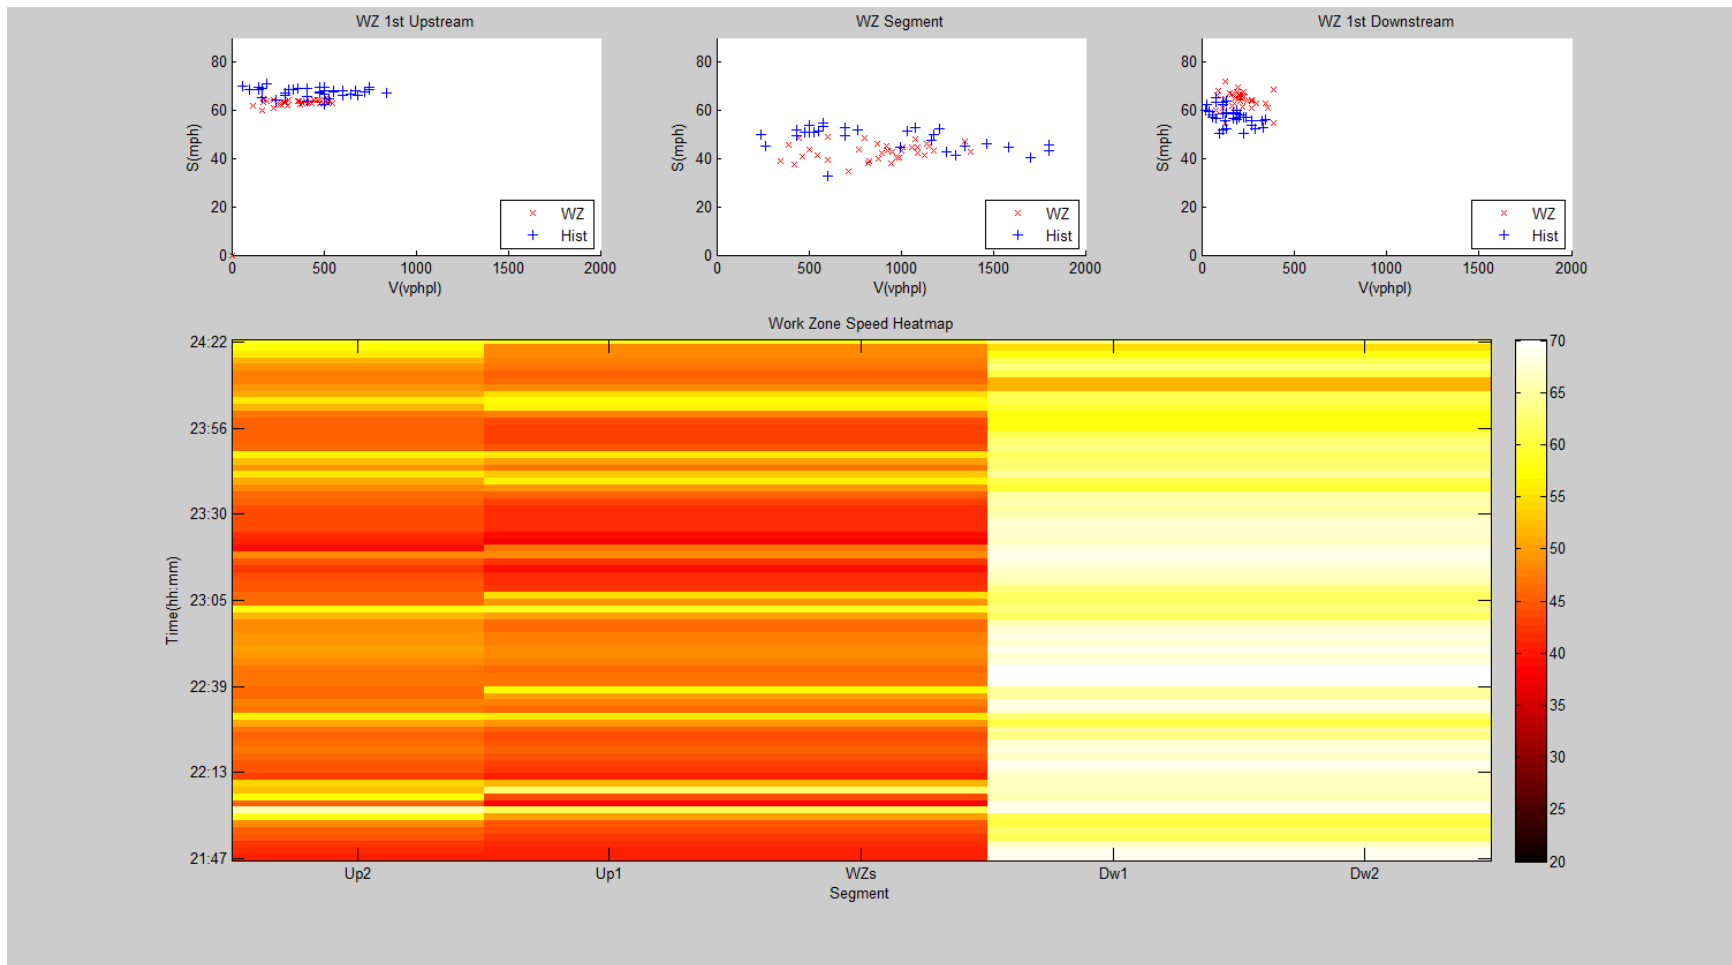 WZ 1st Upstream
WZ Segment
WZ 1st Downstream
80
60
40
20
0
S(mph)
0 500 1000 1500 2000
V(vphpl)
WZ
Hist
80
60
40
20
0
S(mph)
0 500 1000 1500 2000
V(vphpl)
WZ
Hist
80
60
40
20
0
S(mph)
0 500 1000 1500 2000
V(vphpl)
WZ
Hist
Work Zone Speed Heatmap
24:22
23:56
23:30
23:05
22:39
22:13
21:47
Time(hh:mm)
Up2 Up1 WZs Dw1 Dw2
Segment
70
65
60
55
50
45
40
35
30
25
20